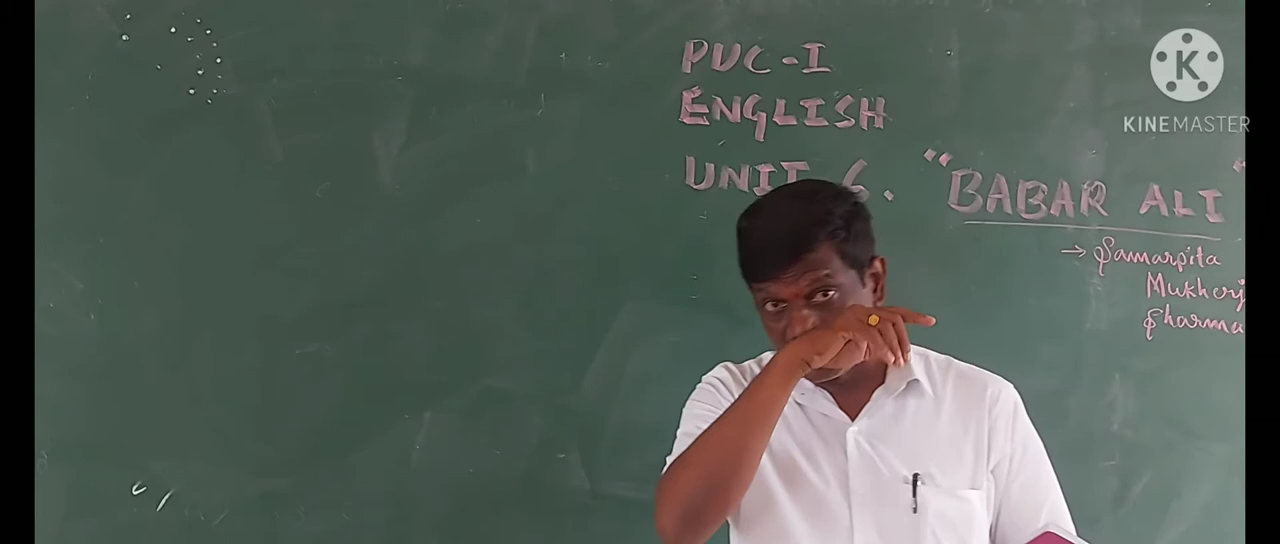 PUC-I
ENGLISH
UNIT 6. "BABAR ALI"
→ Samarpita
Mukherj
Sharma
KINEMASTER